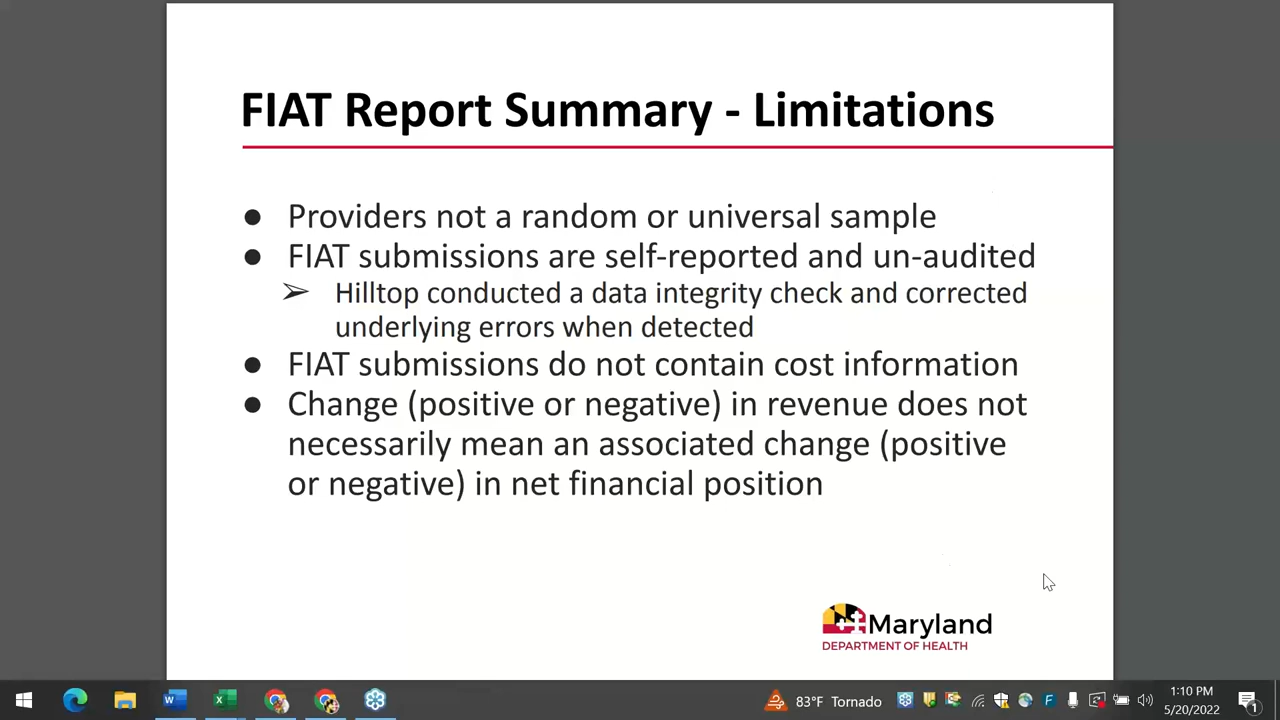 FIAT Report Summary - Limitations
● Providers not a random or universal sample
● FIAT submissions are self-reported and un-audited
➢ Hilltop conducted a data integrity check and corrected
underlying errors when detected
● FIAT submissions do not contain cost information
● Change (positive or negative) in revenue does not
necessarily mean an associated change (positive
or negative) in net financial position
Maryland
DEPARTMENT OF HEALTH
83°F Tornado
1:10 PM
5/20/2022
1